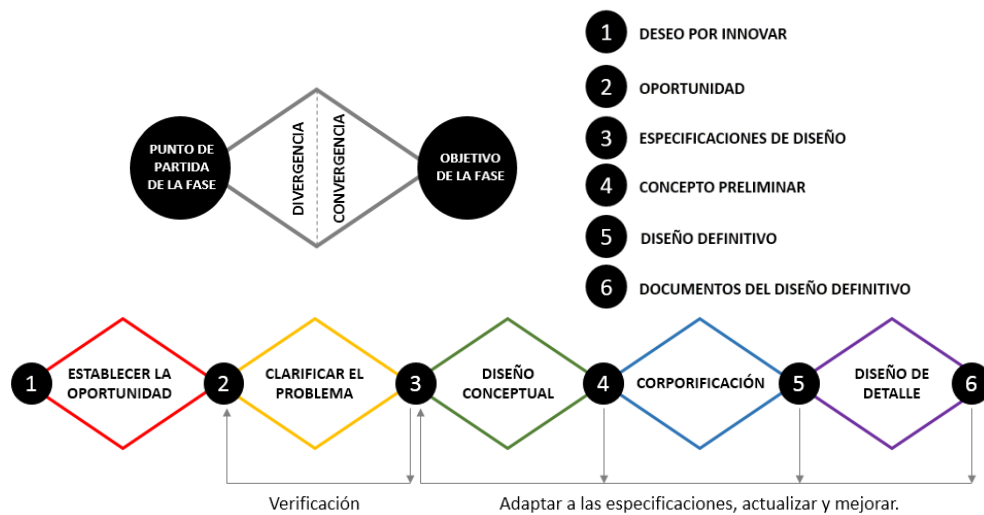 1 DESEO POR INNOVAR
2 OPORTUNIDAD
3 ESPECIFICACIONES DE DISEÑO
4 CONCEPTO PRELIMINAR
5 DISEÑO DEFINITIVO
6 DOCUMENTOS DEL DISEÑO DEFINITIVO
PUNTO DE
PARTIDA
DE LA FASE
DIVERGENCIA
CONVERGENCIA
OBJETIVO
DE LA FASE
1
ESTABLECER LA
OPORTUNIDAD
2
CLARIFICAR EL
PROBLEMA
3
DISEÑO
CONCEPTUAL
4
CORPORIFICACIÓN
5
DISEÑO DE
DETALLE
6
Verificación
Adaptar a las especificaciones, actualizar y mejorar.